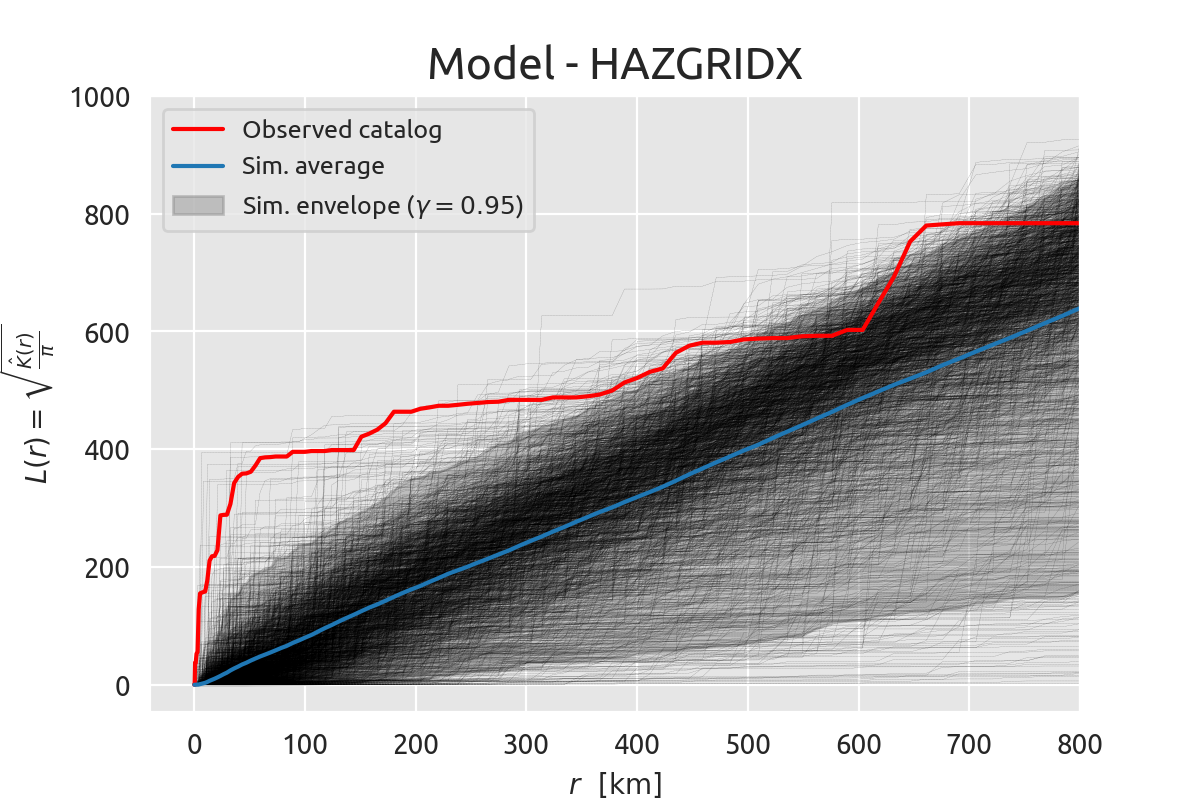 Model - HAZGRIDX
1000
800
600
400
200
0
Observed catalog
Sim. average
Sim. envelope (γ = 0.95)
L(r) = √(K̂(r)/π)
0 100 200 300 400 500 600 700 800
r [km]